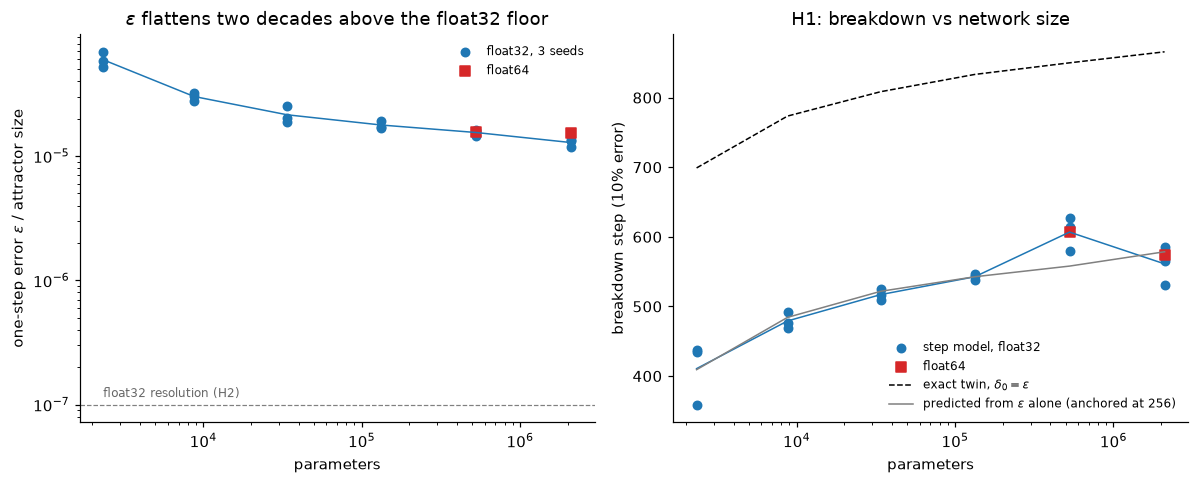 ε flattens two decades above the float32 floor
one-step error ε / attractor size
10⁻⁵
10⁻⁶
10⁻⁷
float32, 3 seeds
float64
float32 resolution (H2)
10⁴
10⁵
10⁶
parameters
H1: breakdown vs network size
breakdown step (10% error)
800
700
600
500
400
step model, float32
float64
exact twin, δ₀ = ε
predicted from ε alone (anchored at 256)
10⁴
10⁵
10⁶
parameters